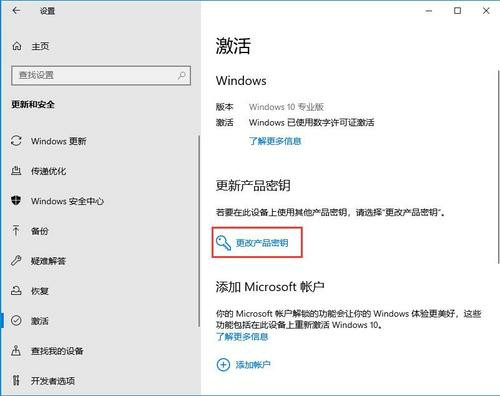 设置
主页
查找设置
更新和安全
Windows 更新
传递优化
Windows 安全中心
备份
疑难解答
恢复
激活
查找我的设备
开发者选项
激活
Windows
版本 Windows 10 专业版
激活 Windows 已使用数字许可证激活
了解更多信息
更新产品密钥
若要在此设备上使用其他产品密钥，请选择"更改产品密钥"。
更改产品密钥
添加 Microsoft 帐户
你的 Microsoft 帐户解锁的功能会让你的 Windows 体验更美好，这些
功能包括在此设备上重新激活 Windows 10。
了解更多信息
添加帐户